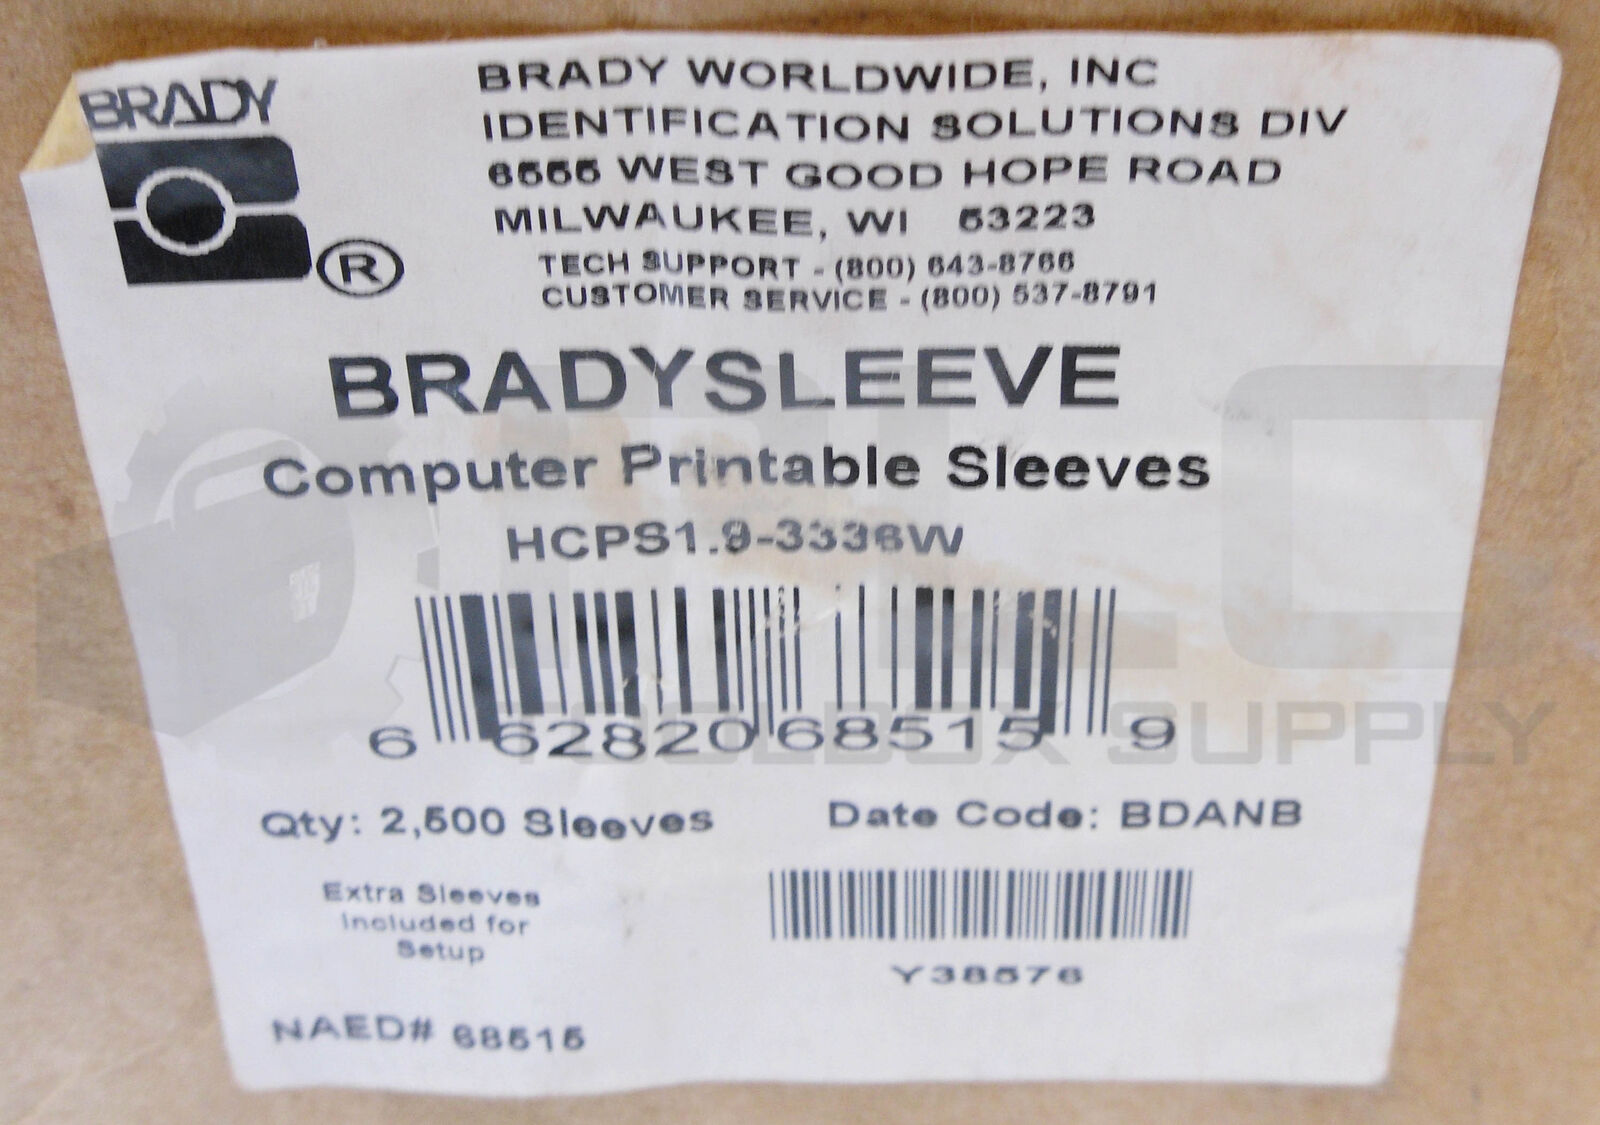 BRADY
®
BRADY WORLDWIDE, INC
IDENTIFICATION SOLUTIONS DIV
6555 WEST GOOD HOPE ROAD
MILWAUKEE, WI 53223
TECH SUPPORT - (800) 643-8766
CUSTOMER SERVICE - (800) 537-8791
BRADYSLEEVE
Computer Printable Sleeves
HCPS1.9-3336W
6 62820 68515 9
PLC
TOOLBOX SUPPLY
Qty: 2,500 Sleeves
Date Code: BDANB
Extra Sleeves
Included for
Setup
Y38576
NAED# 68515